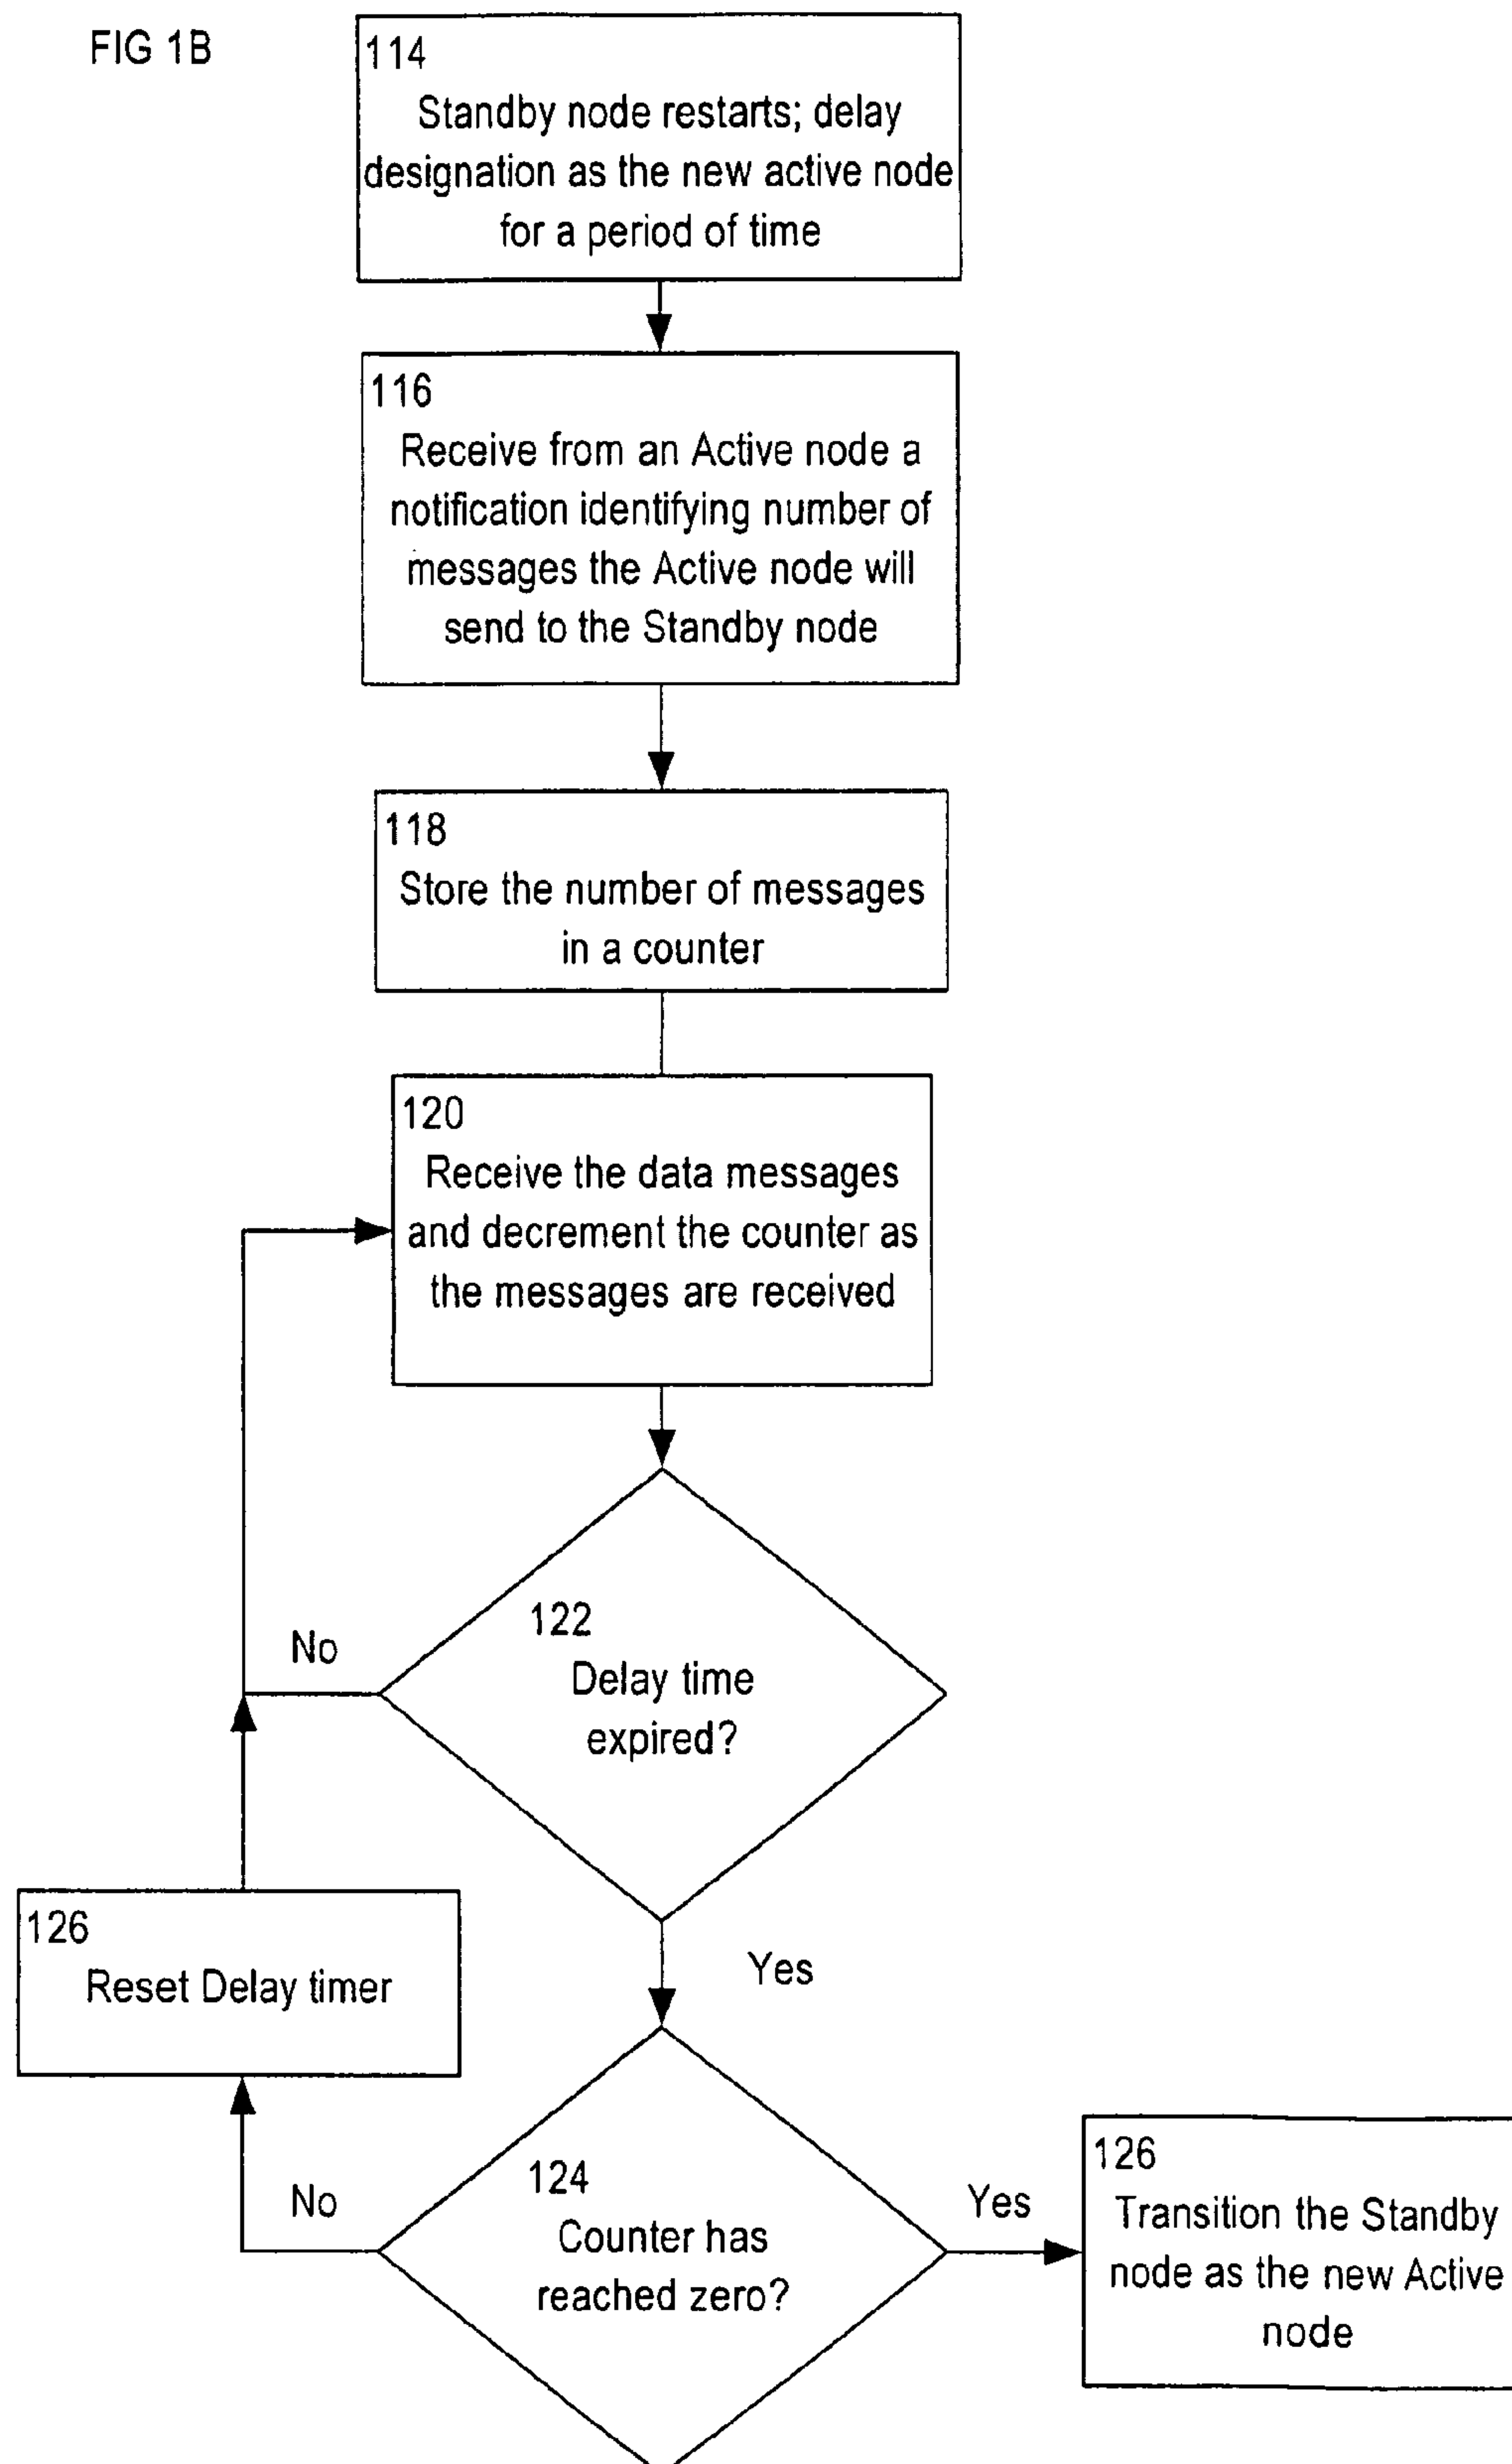 FIG 1B
114
Standby node restarts; delay
designation as the new active node
for a period of time
116
Receive from an Active node a
notification identifying number of
messages the Active node will
send to the Standby node
118
Store the number of messages
in a counter
120
Receive the data messages
and decrement the counter as
the messages are received
122
Delay time
expired?
No
Yes
126
Reset Delay timer
124
Counter has
reached zero?
No
Yes
126
Transition the Standby
node as the new Active
node